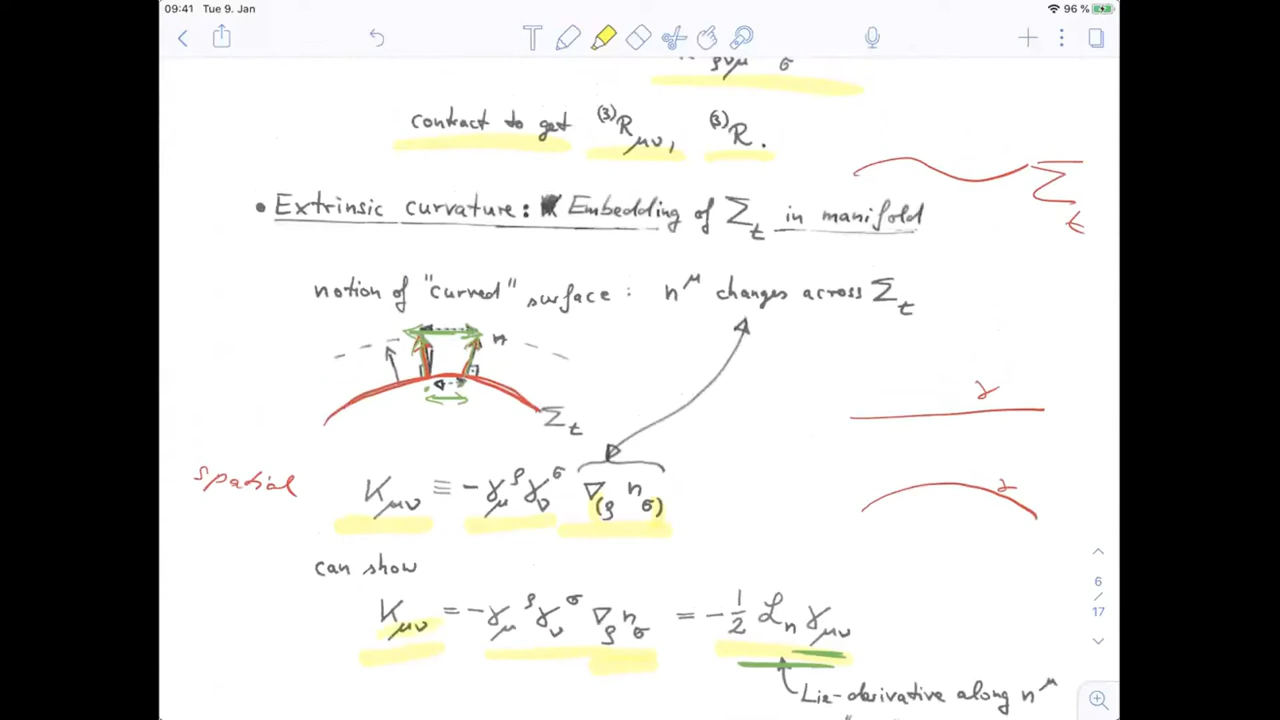 09:41 Tue 9. Jan 96 %
ρνμ σ
contract to get ⁽³⁾R_μν, ⁽³⁾R.
Σ_t
• Extrinsic curvature: Embedding of Σ_t in manifold
notion of "curved" surface: n^μ changes across Σ_t
n
γ
Σ_t
spatial
K_μν ≡ -γ_μ^ρ γ_ν^σ ∇_(ρ n_σ)
γ
can show
6
/
17
K_μν = -γ_μ^ρ γ_ν^σ ∇_ρ n_σ = -1/2 ℒ_n γ_μν
Lie-derivative along n^μ